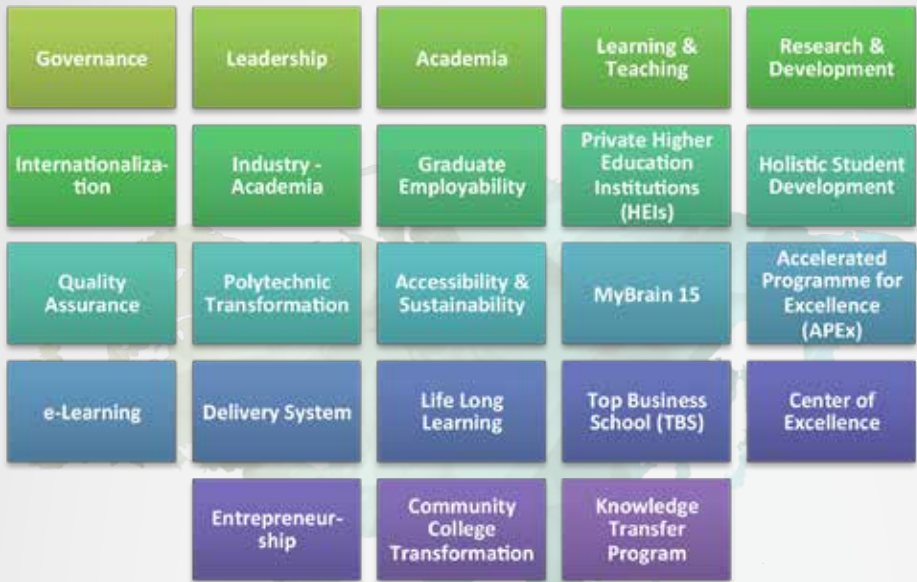 Governance
Leadership
Academia
Learning &
Teaching
Research &
Development
Internationaliza-
tion
Industry -
Academia
Graduate
Employability
Private Higher
Education
Institutions
(HEIs)
Holistic Student
Development
Quality
Assurance
Polytechnic
Transformation
Accessibility &
Sustainability
MyBrain 15
Accelerated
Programme for
Excellence
(APEx)
e-Learning
Delivery System
Life Long
Learning
Top Business
School (TBS)
Center of
Excellence
Entrepreneur-
ship
Community
College
Transformation
Knowledge
Transfer
Program